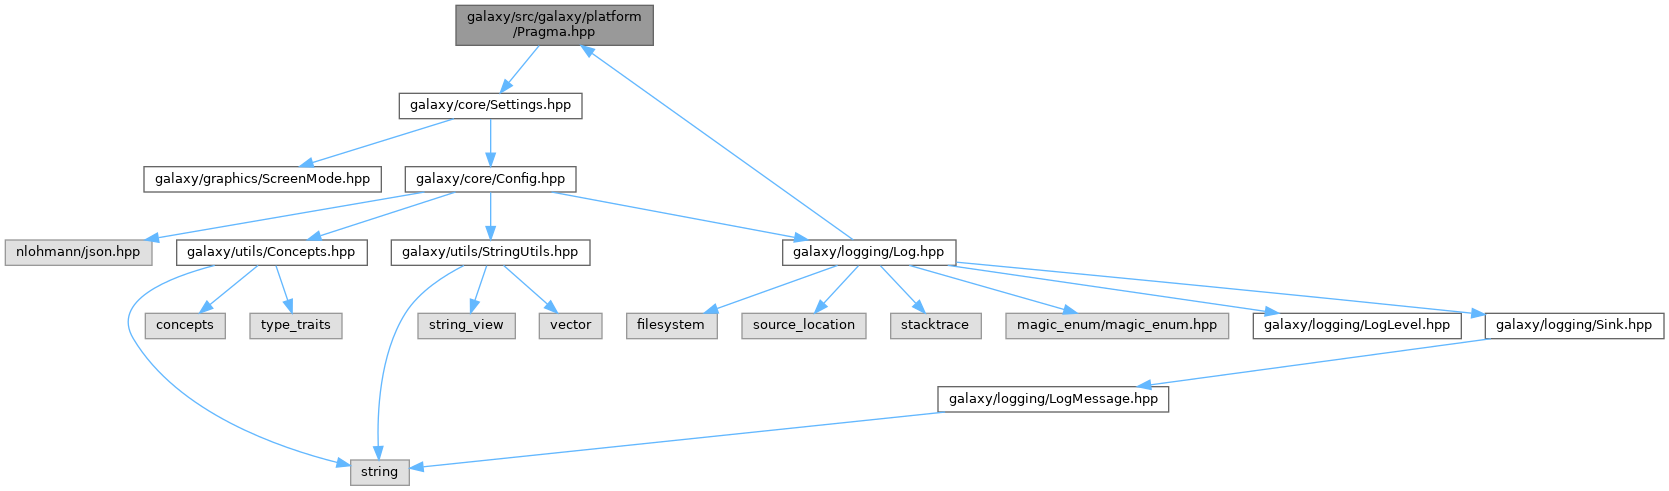 galaxy/src/galaxy/platform
/Pragma.hpp
galaxy/core/Settings.hpp
galaxy/graphics/ScreenMode.hpp
galaxy/core/Config.hpp
nlohmann/json.hpp
galaxy/utils/Concepts.hpp
galaxy/utils/StringUtils.hpp
galaxy/logging/Log.hpp
concepts
type_traits
string_view
vector
filesystem
source_location
stacktrace
magic_enum/magic_enum.hpp
galaxy/logging/LogLevel.hpp
galaxy/logging/Sink.hpp
galaxy/logging/LogMessage.hpp
string